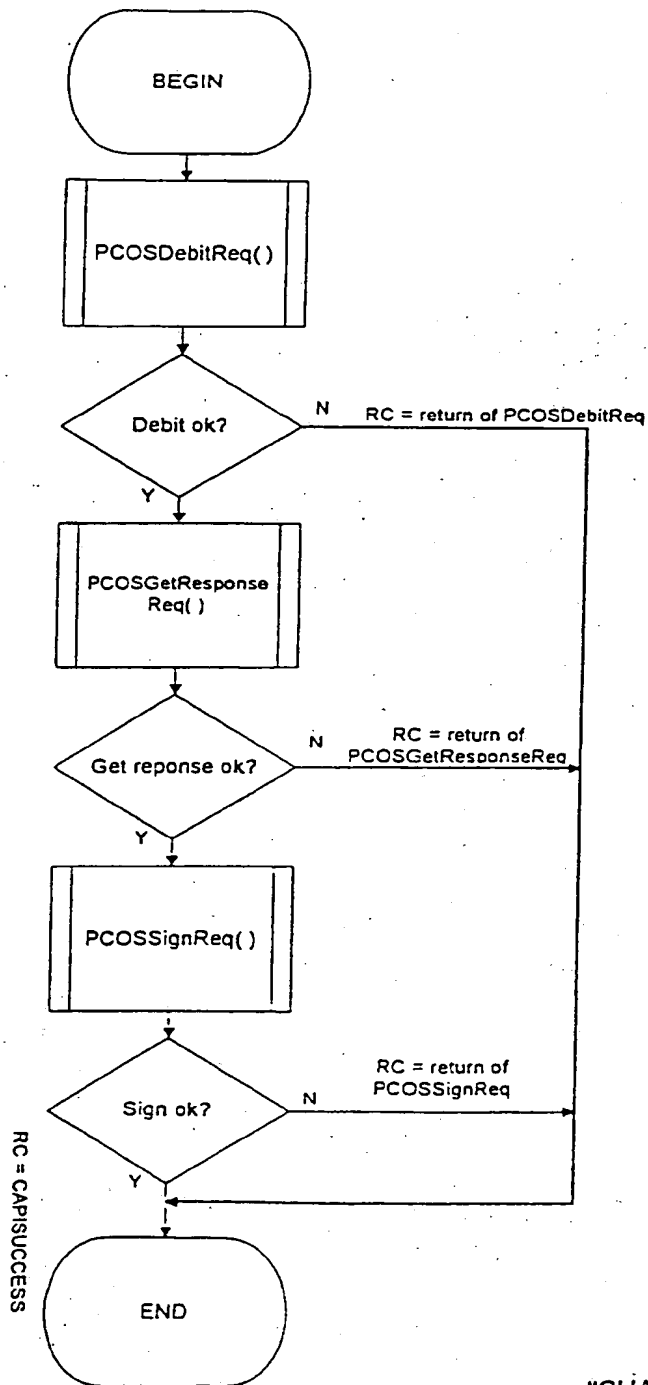 BEGIN
PCOSDebitReq( )
Debit ok?
N
RC = return of PCOSDebitReq
Y
PCOSGetResponse
Req( )
Get reponse ok?
N
RC = return of
PCOSGetResponseReq
Y
PCOSSignReq( )
Sign ok?
N
RC = return of
PCOSSignReq
Y
RC = CAPISUCCESS
END